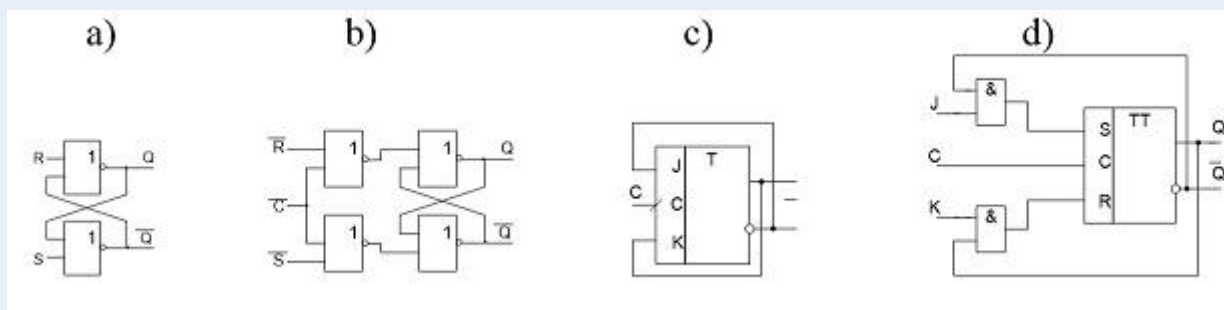 a) b) c) d)
R 1 Q
S 1 Q̅
R̅ 1 1 Q
C̅
S̅ 1 1 Q̅
J T
C C
K
J & S TT Q
C C Q̅
K & R